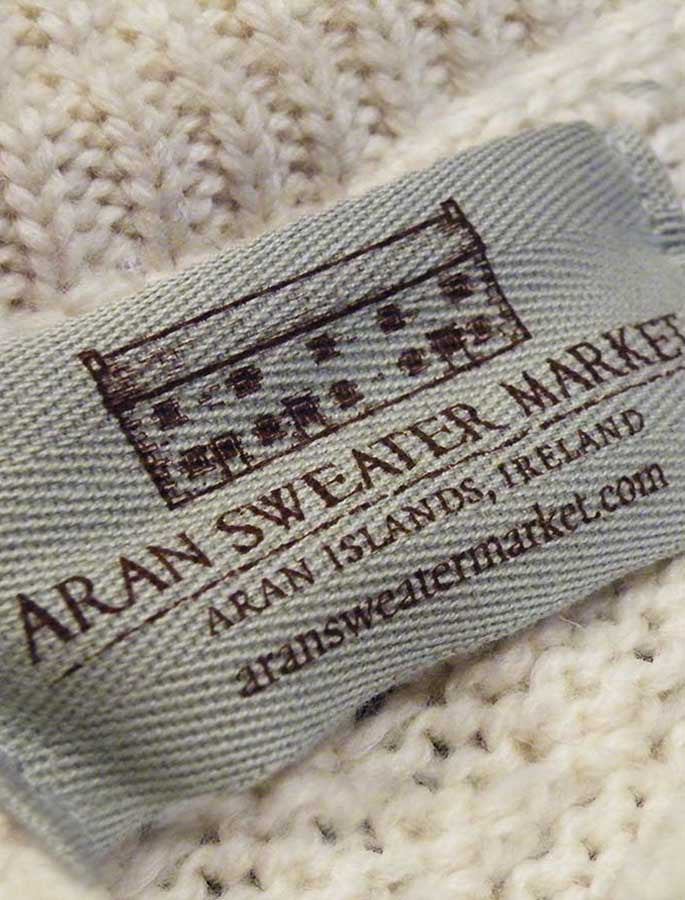 ARAN SWEATER MARKET
ARAN ISLANDS, IRELAND
aransweatermarket.com